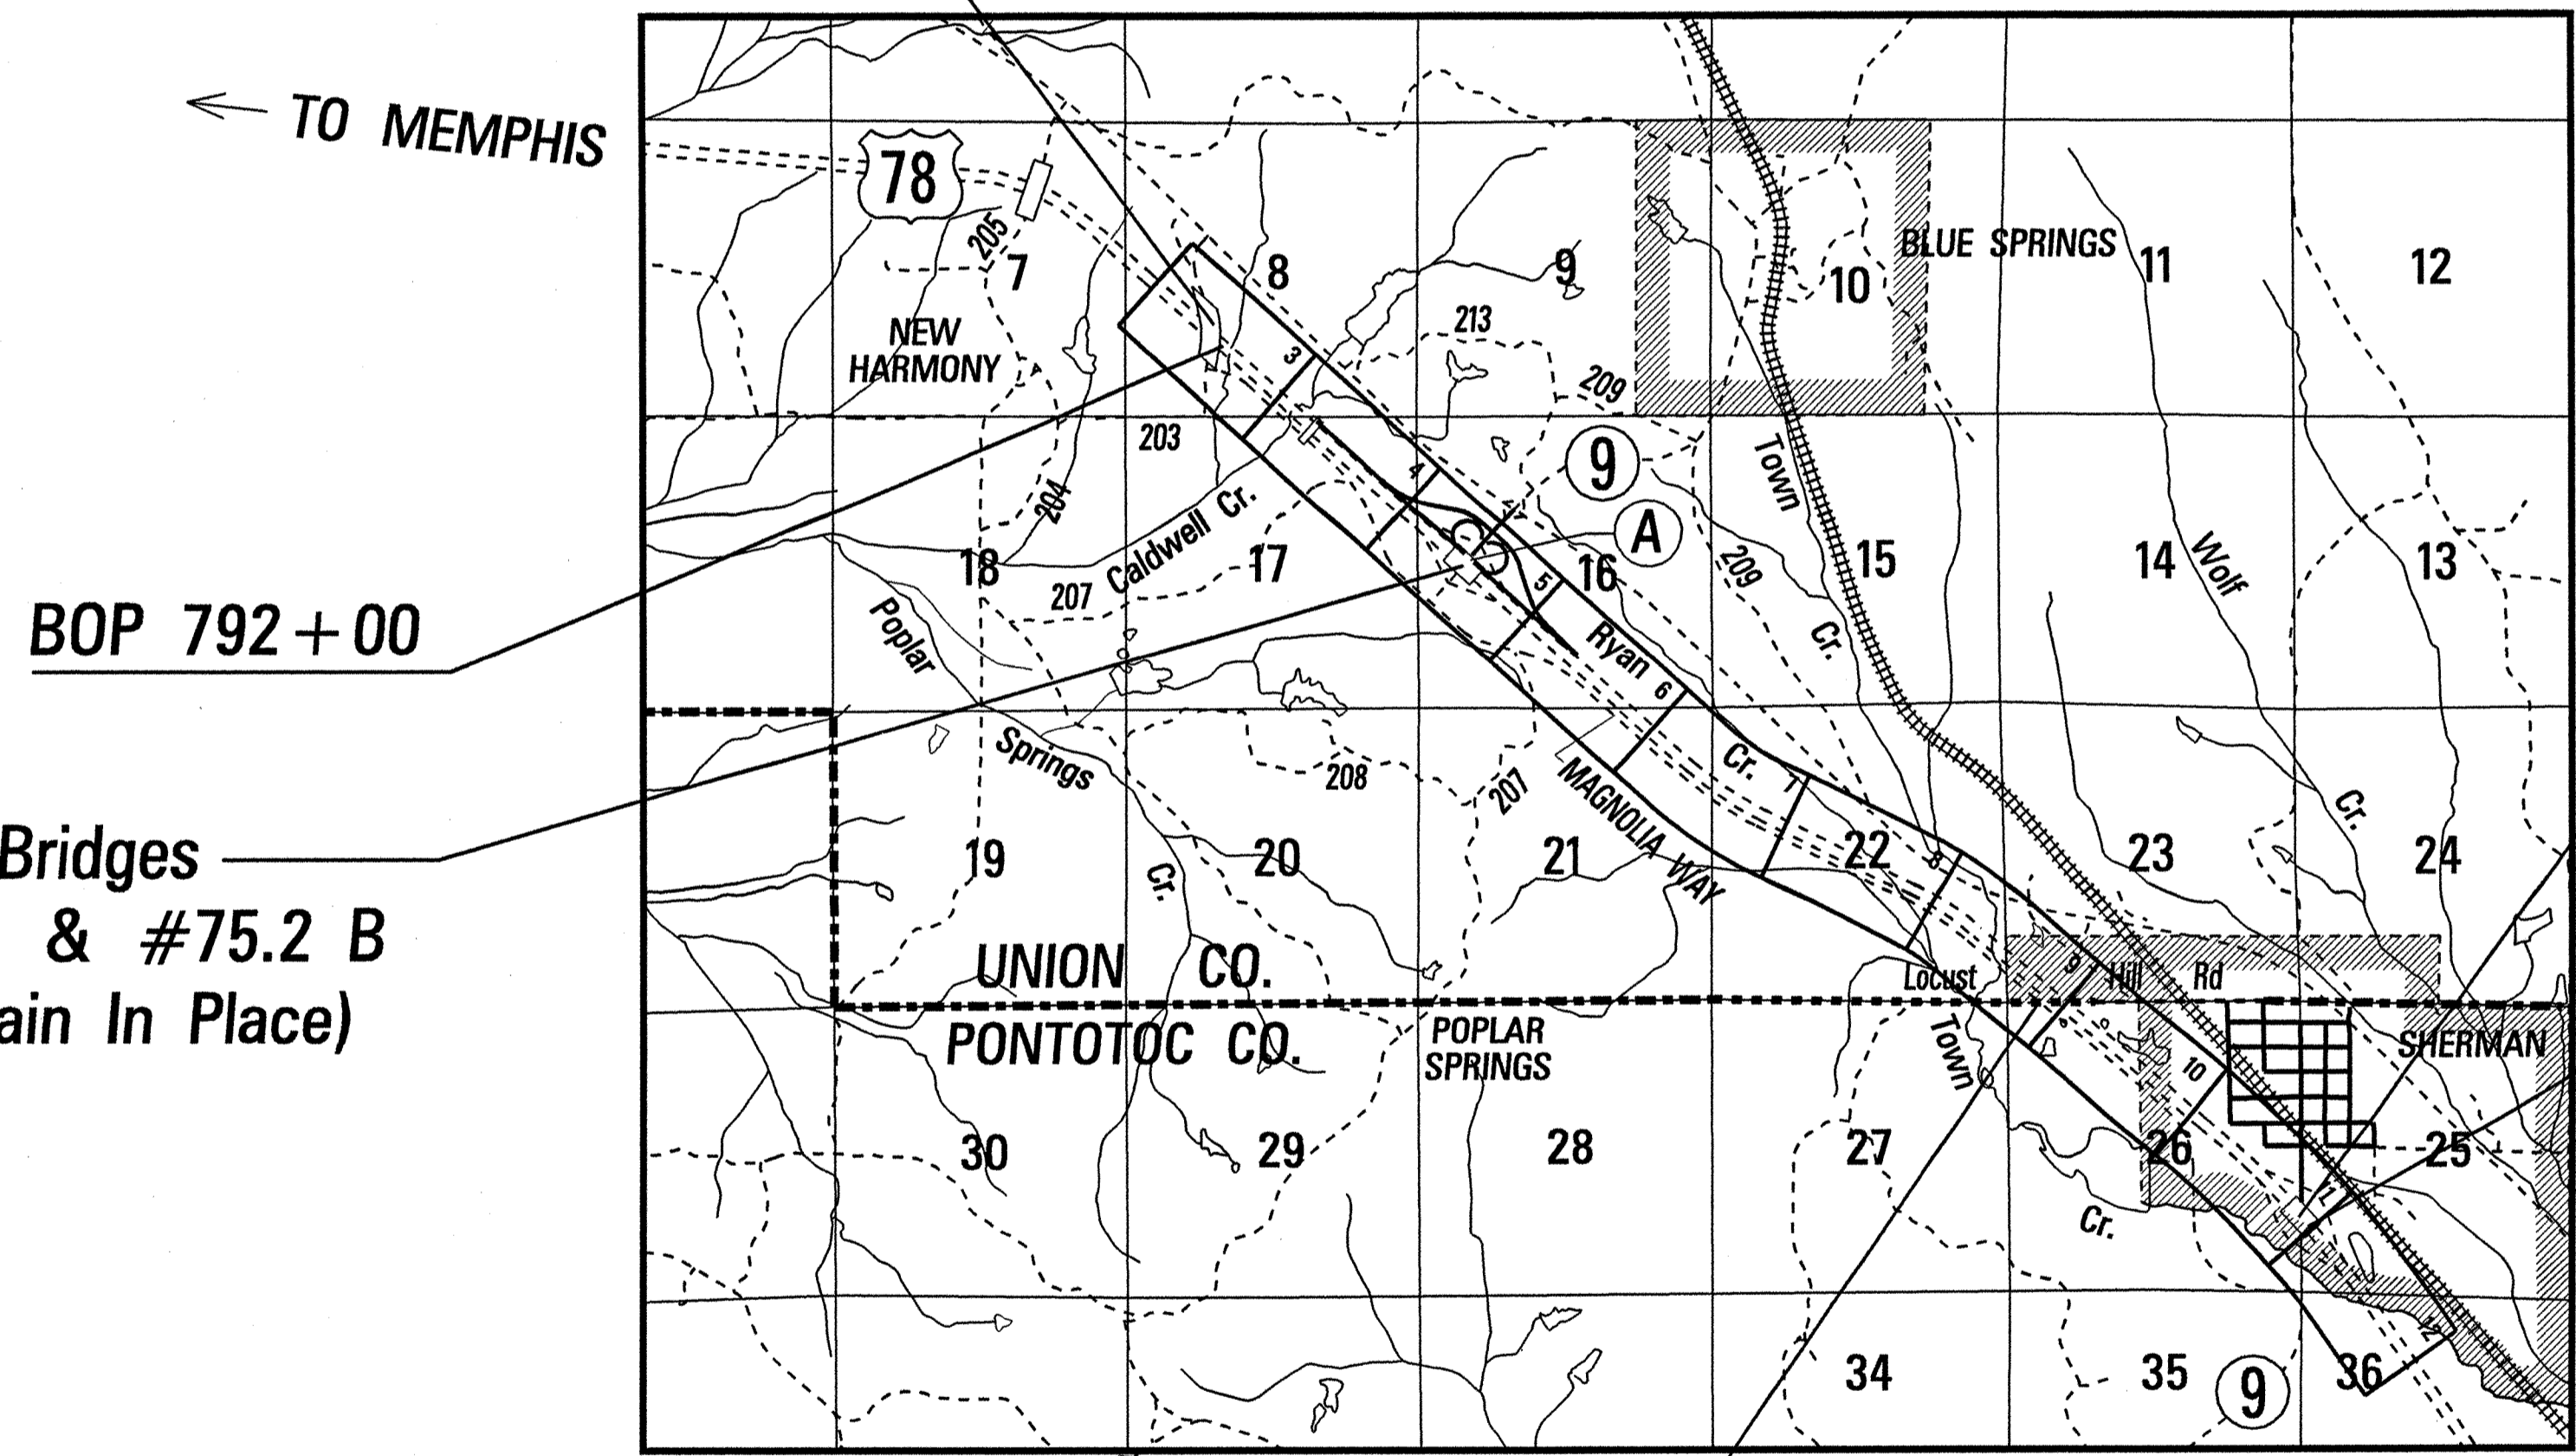 ← TO MEMPHIS
78
205
7
8
9
10
BLUE SPRINGS
11
12
NEW
HARMONY
213
3
209
203
9
Town
4
204
Caldwell Cr.
A
18
17
5
16
209
15
14
Wolf
13
207
BOP 792+00
Poplar
Ryan
Cr.
6
Springs
Cr.
208
207
MAGNOLIA WAY
7
Cr.
Bridges
19
20
Cr.
21
22
8
23
24
& #75.2 B
UNION CO.
Locust
9
Hill
Rd
ain In Place)
PONTOTOC CO.
POPLAR
SPRINGS
Town
SHERMAN
10
30
29
28
27
26
25
11
Cr.
12
34
35
9
36